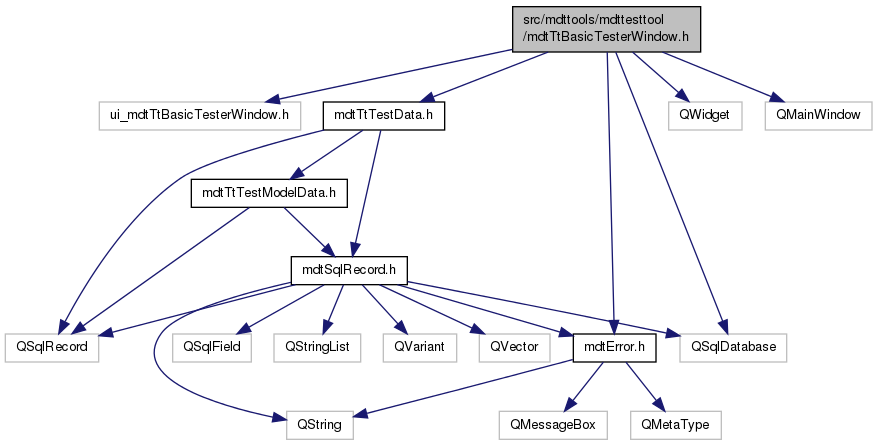 src/mdttools/mdttesttool
/mdtTtBasicTesterWindow.h
ui_mdtTtBasicTesterWindow.h
mdtTtTestData.h
QWidget
QMainWindow
mdtTtTestModelData.h
mdtSqlRecord.h
QSqlRecord
QSqlField
QStringList
QVariant
QVector
mdtError.h
QSqlDatabase
QString
QMessageBox
QMetaType